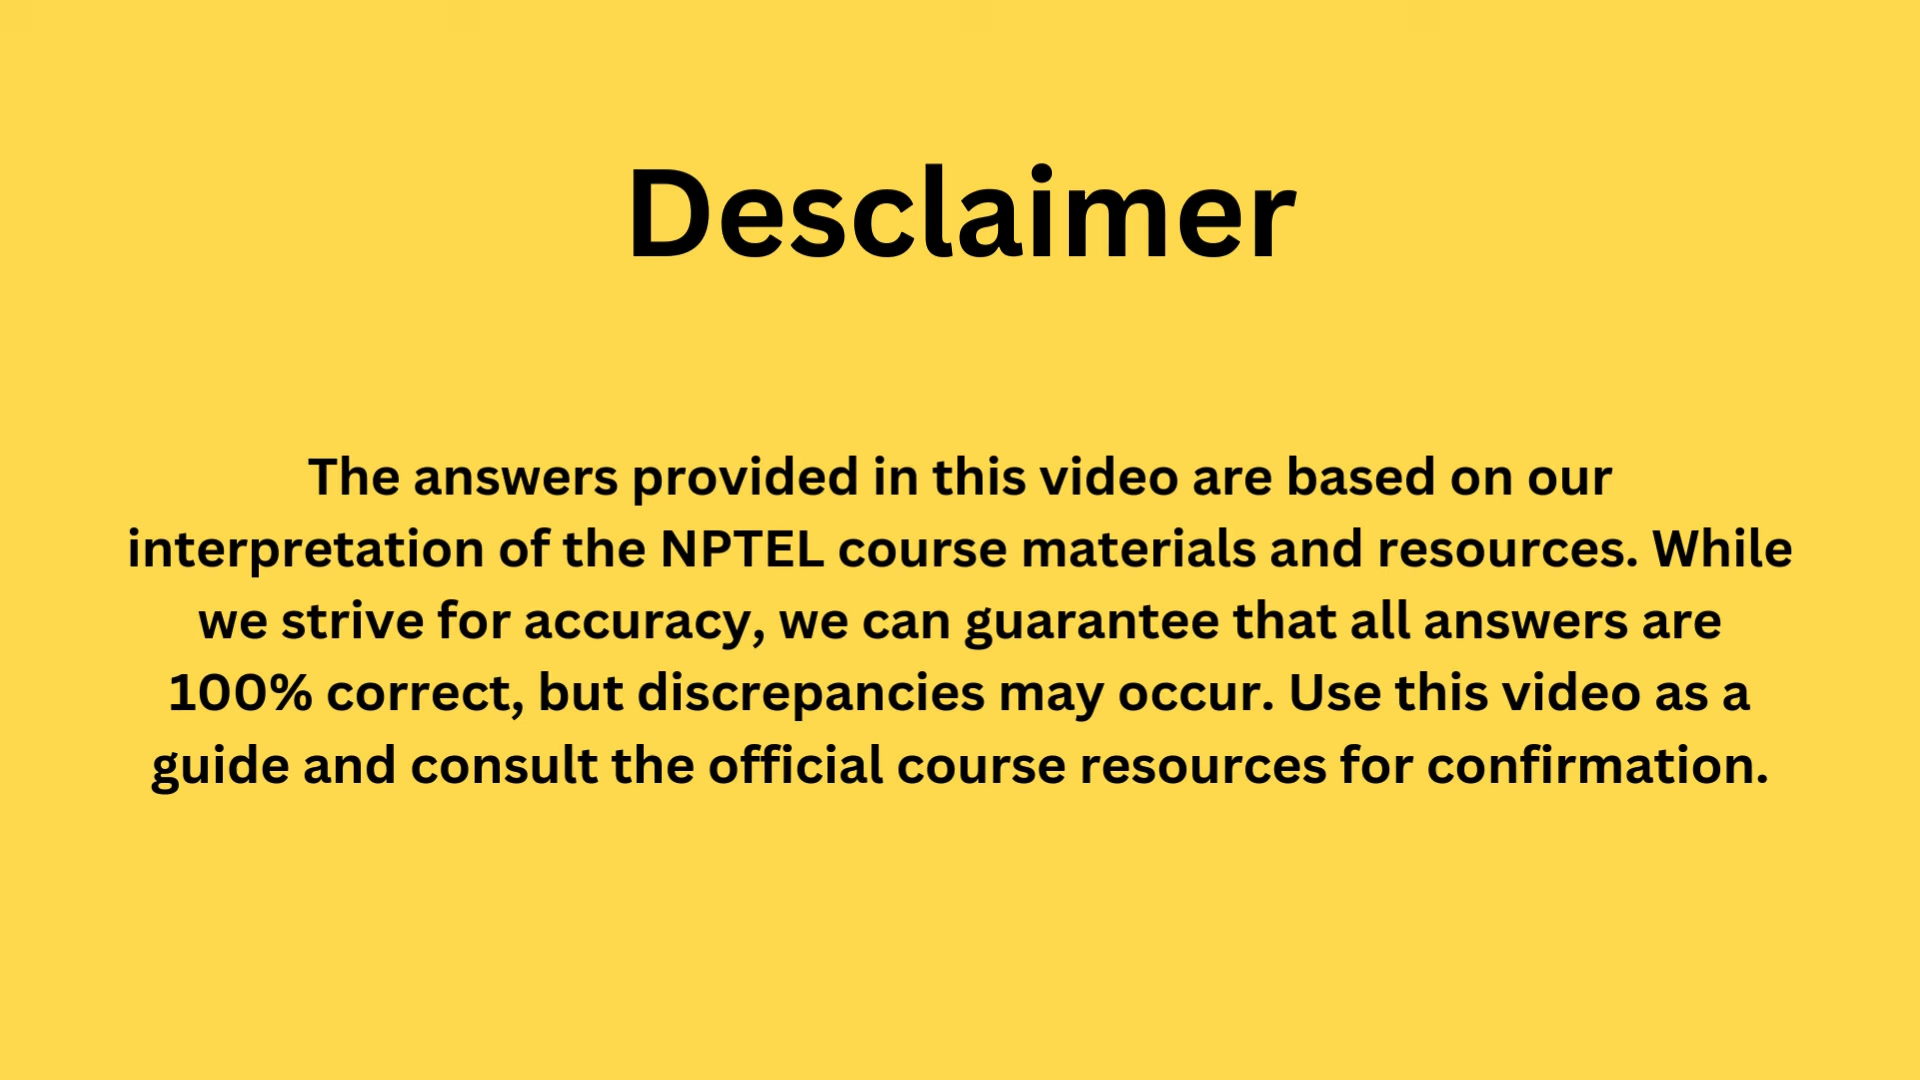 Desclaimer
The answers provided in this video are based on our
interpretation of the NPTEL course materials and resources. While
we strive for accuracy, we can guarantee that all answers are
100% correct, but discrepancies may occur. Use this video as a
guide and consult the official course resources for confirmation.